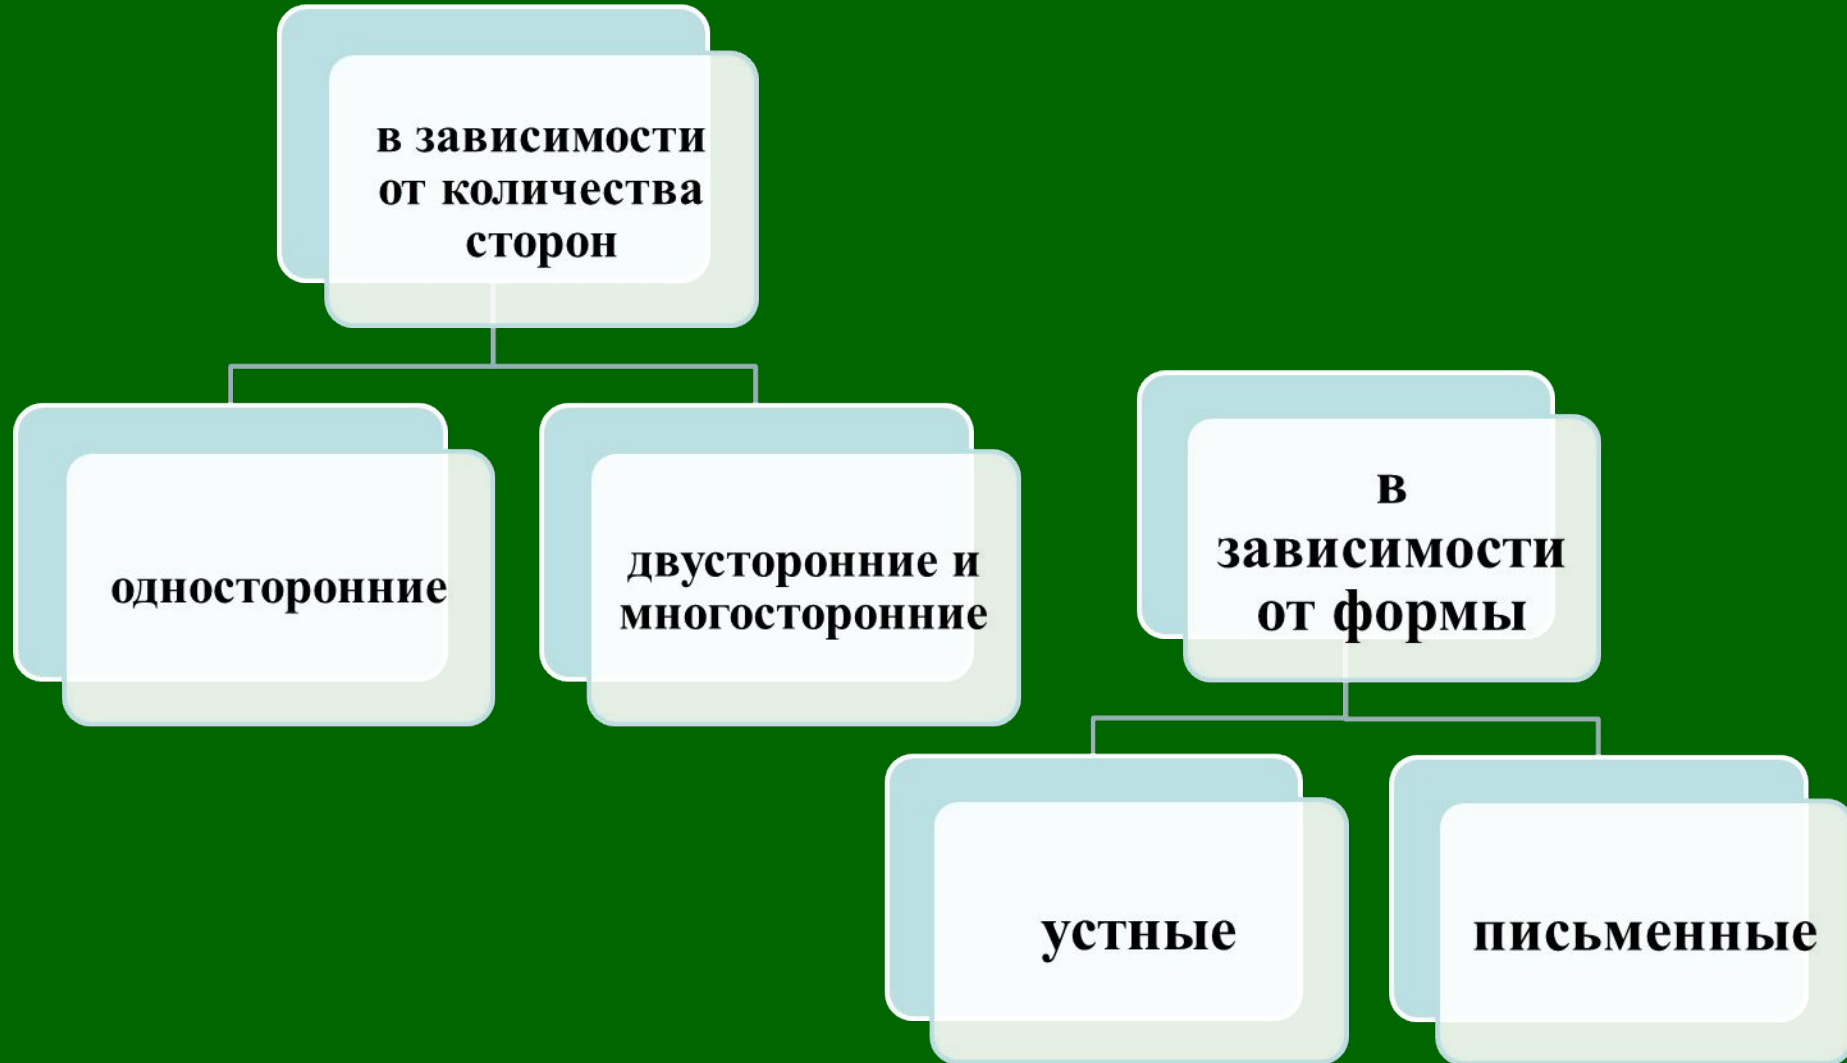 в зависимости
от количества
сторон
односторонние
двусторонние и
многосторонние
в
зависимости
от формы
устные
письменные